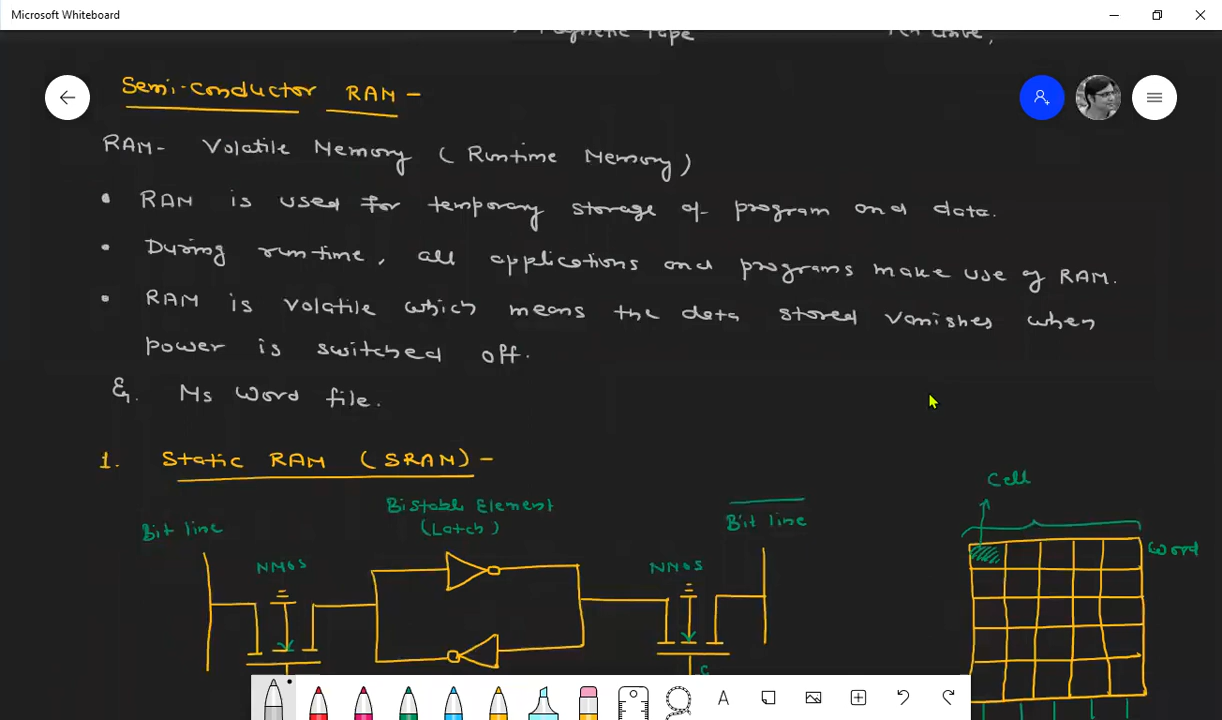 Microsoft Whiteboard
Magnetic Tape
Semi-conductor RAM -
RAM- Volatile Memory (Runtime Memory)
• RAM is used for temporary storage of program and data.
• During runtime, all applications and programs make use of RAM.
• RAM is volatile which means the data stored vanishes when
power is switched off.
Eg. Ms Word file.
1. Static RAM (SRAM) -
Cell
Bistable Element
(Latch)
Bit line
Bit line
Word
NMOS
NMOS
C
A